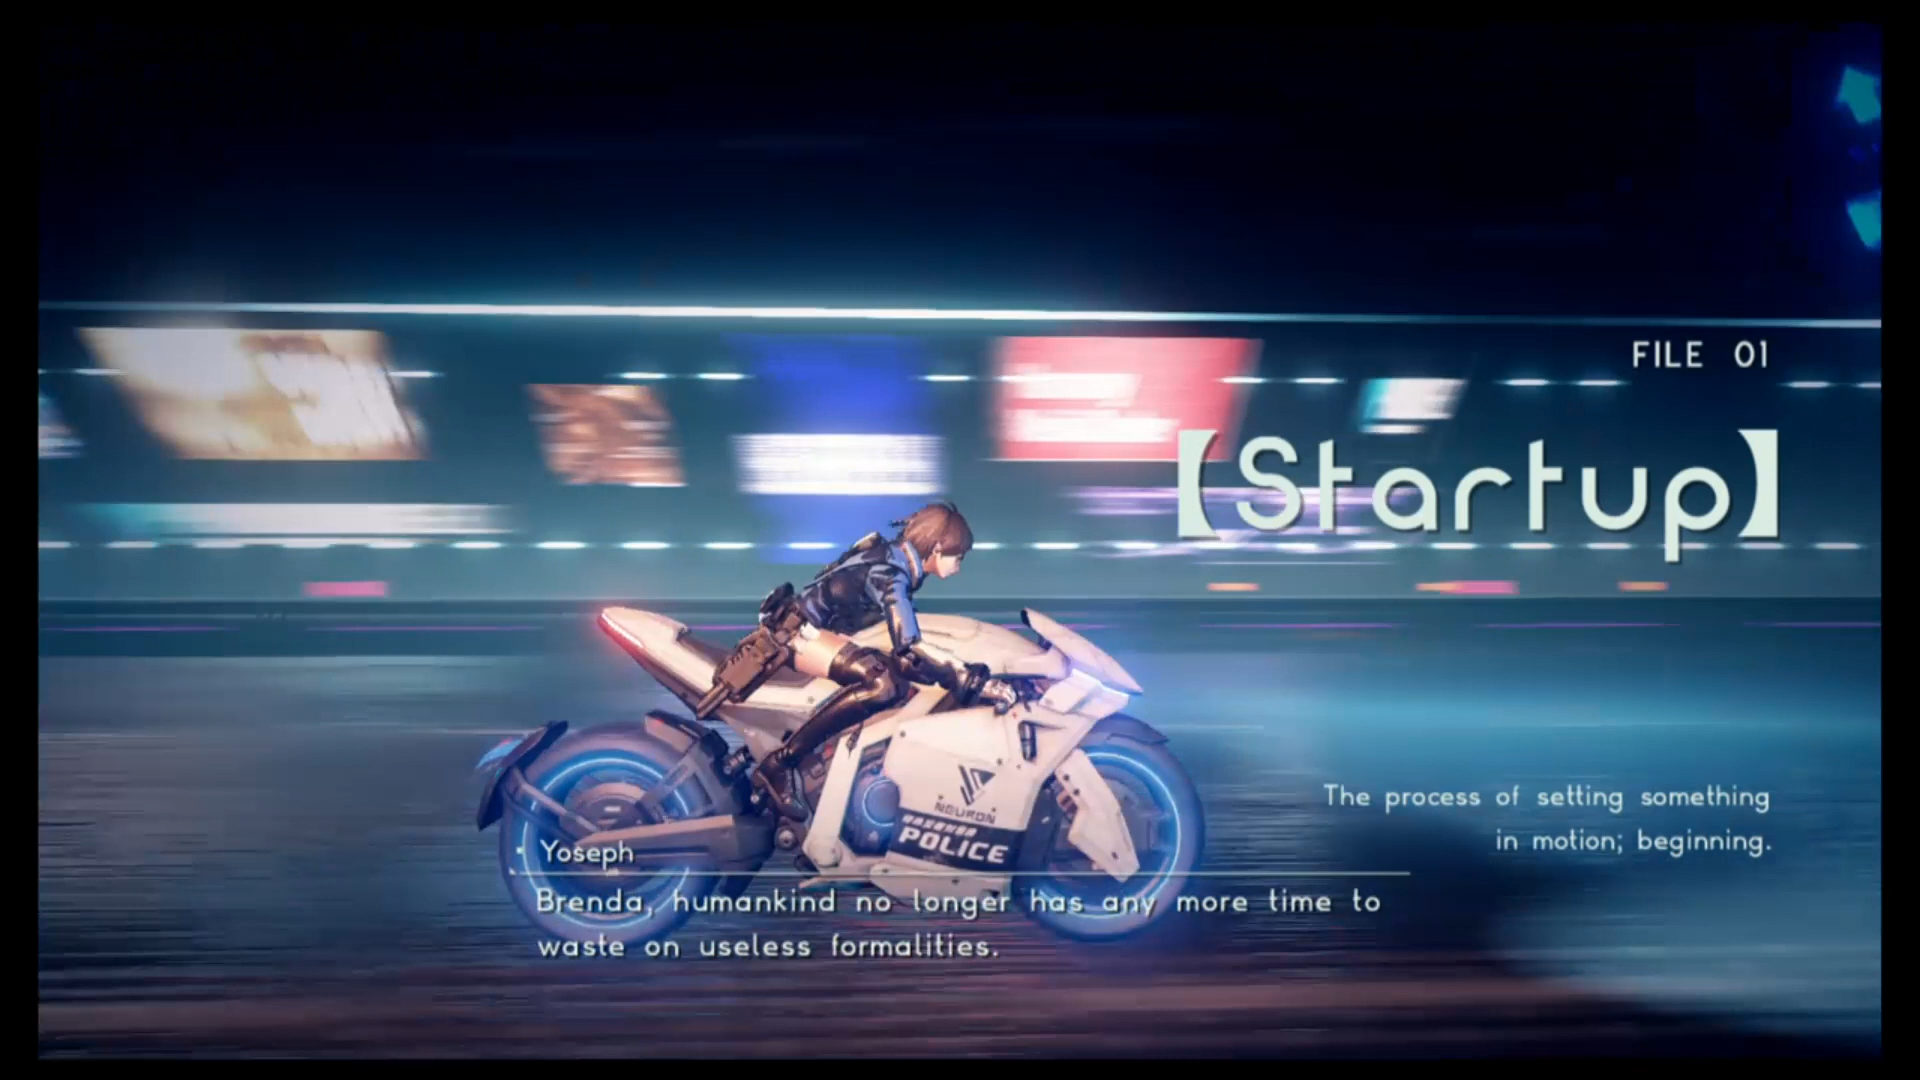 FILE 01
【Startup】
The process of setting something
in motion; beginning.
NEURON
POLICE
Yoseph
Brenda, humankind no longer has any more time to
waste on useless formalities.